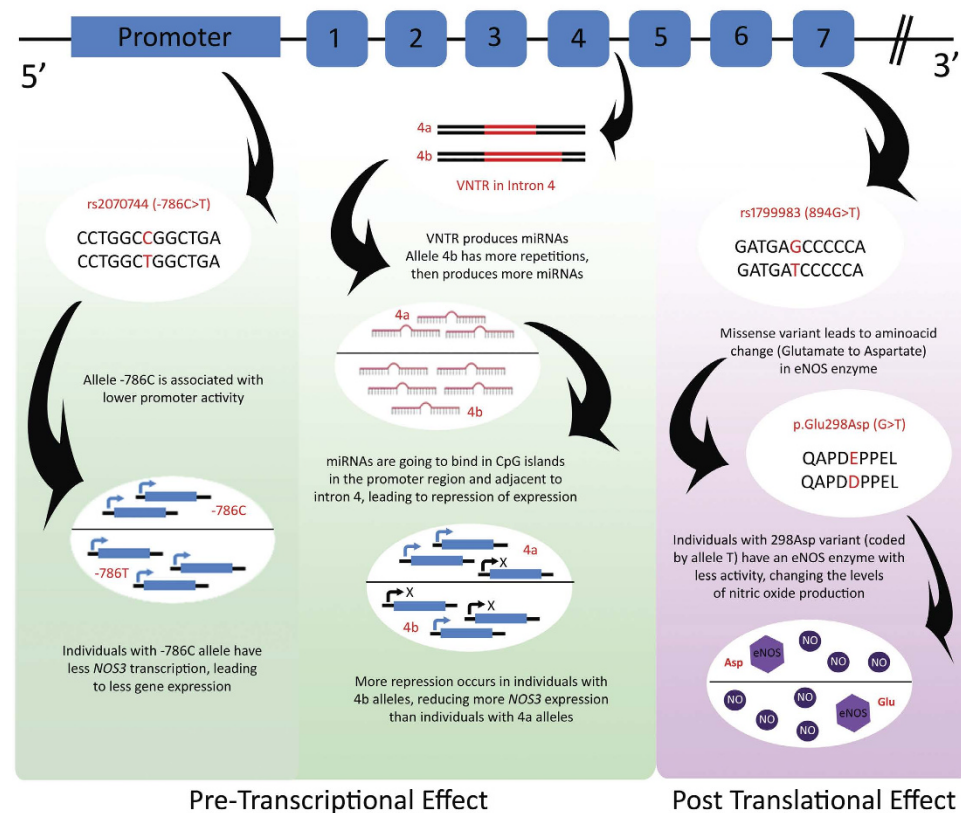 Promoter
1
2
3
4
5
6
7
5’
3’
rs2070744 (-786C>T)
CCTGGCCGGCTGA
CCTGGCTGGCTGA
Allele -786C is associated with
lower promoter activity
-786C
-786T
Individuals with -786C allele have
less NOS3 transcription, leading
to less gene expression
4a
4b
VNTR in Intron 4
VNTR produces miRNAs
Allele 4b has more repetitions,
then produces more miRNAs
4a
4b
miRNAs are going to bind in CpG islands
in the promoter region and adjacent to
intron 4, leading to repression of expression
4a
X
X
X
4b
More repression occurs in individuals with
4b alleles, reducing more NOS3 expression
than individuals with 4a alleles
rs1799983 (894G>T)
GATGAGCCCCCA
GATGATCCCCCA
Missense variant leads to aminoacid
change (Glutamate to Aspartate)
in eNOS enzyme
p.Glu298Asp (G>T)
QAPDEPPEL
QAPDDPPEL
Individuals with 298Asp variant (coded
by allele T) have an eNOS enzyme with
less activity, changing the levels
of nitric oxide production
Asp
eNOS
NO
NO
NO
NO
NO
NO
NO
NO
NO
eNOS
Glu
Pre-Transcriptional Effect
Post Translational Effect